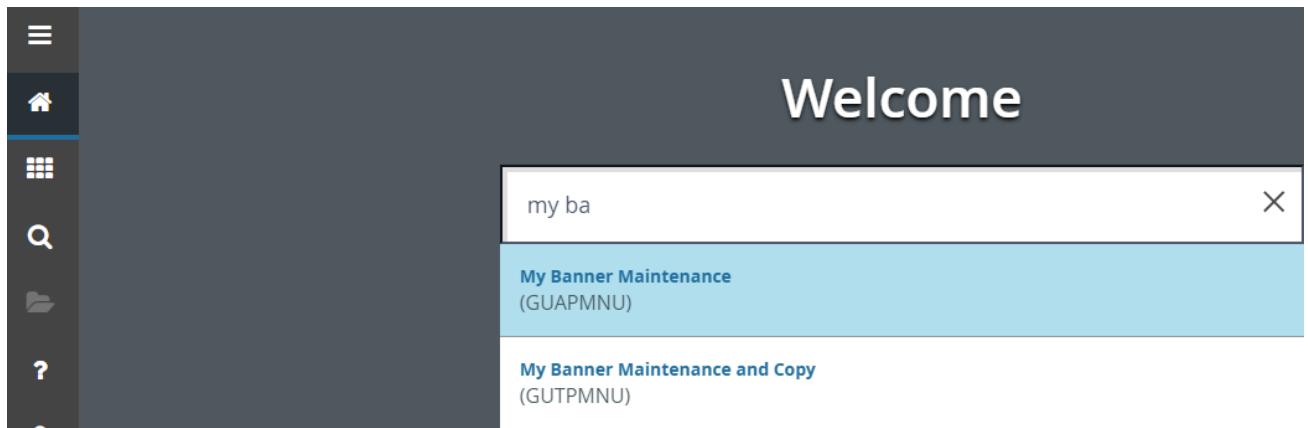 Welcome
my ba
My Banner Maintenance
(GUAPMNU)
?
My Banner Maintenance and Copy
(GUTPMNU)